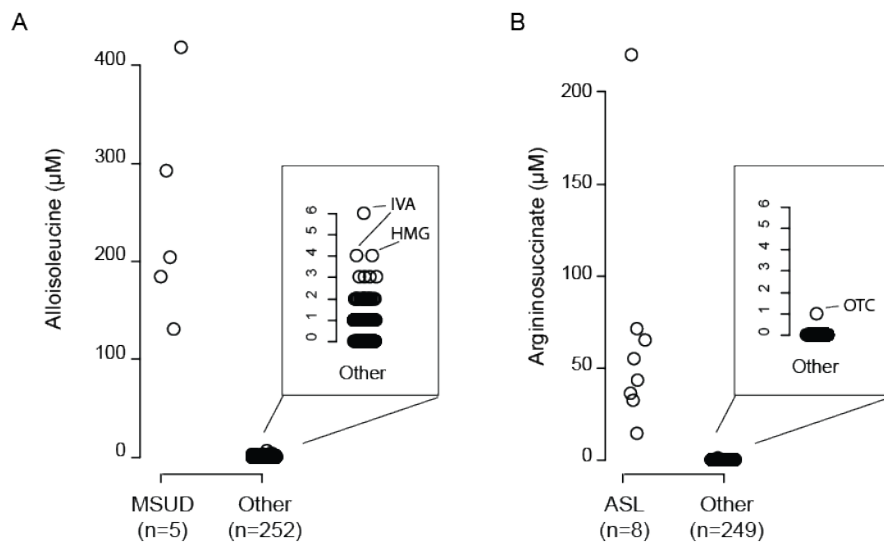 A
Alloisoleucine (µM)
400
300
200
100
0
6
5
4
3
2
1
0
IVA
HMG
Other
MSUD
(n=5)
Other
(n=252)
B
Argininosuccinate (µM)
200
150
100
50
0
6
5
4
3
2
1
0
OTC
Other
ASL
(n=8)
Other
(n=249)